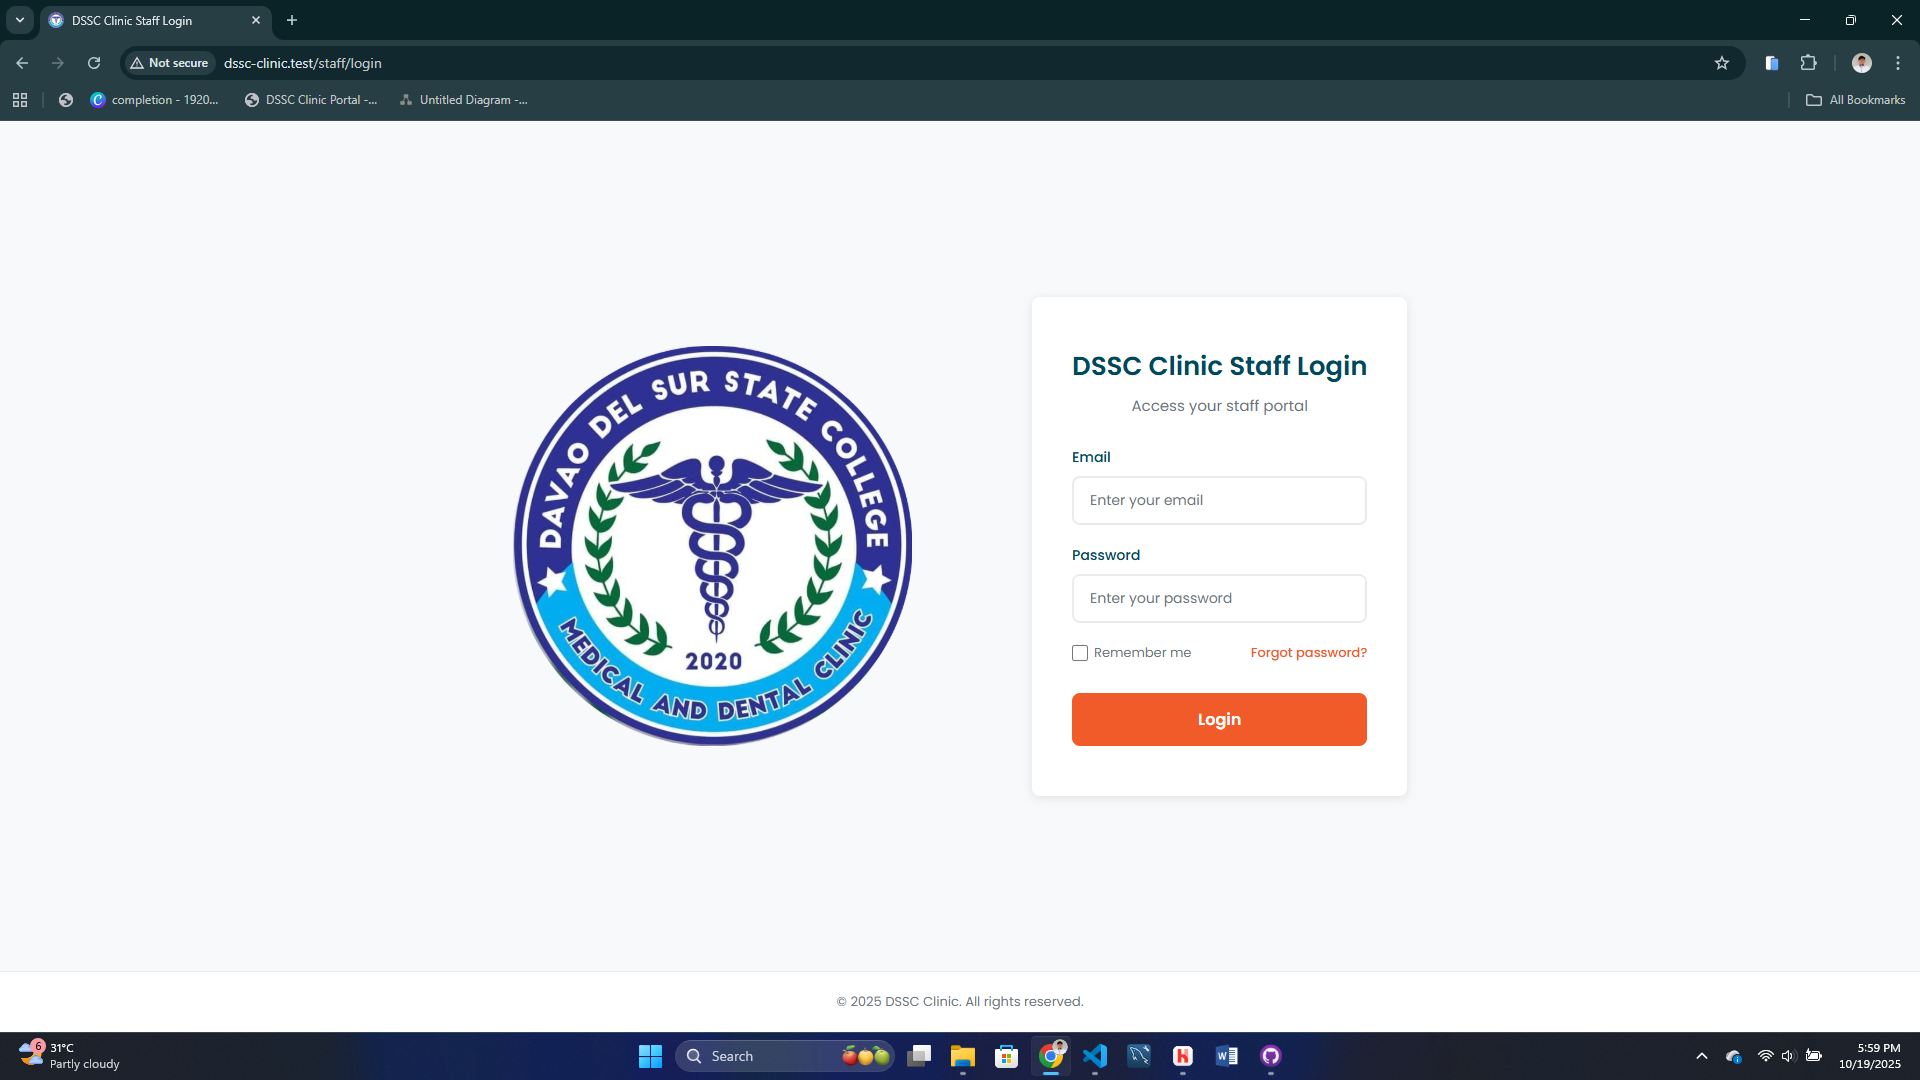 DSSC Clinic Staff Login
Not secure
dssc-clinic.test/staff/login
completion - 1920...
DSSC Clinic Portal -...
Untitled Diagram -...
All Bookmarks
DAVAO DEL SUR STATE COLLEGE
2020
MEDICAL AND DENTAL CLINIC
DSSC Clinic Staff Login
Access your staff portal
Email
Enter your email
Password
Enter your password
Remember me
Forgot password?
Login
© 2025 DSSC Clinic. All rights reserved.
6
31°C
Partly cloudy
Search
5:59 PM
10/19/2025